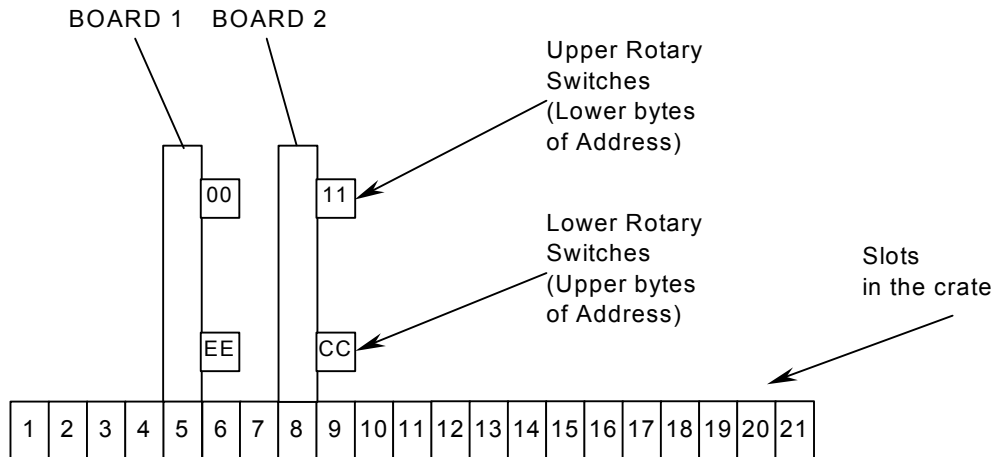 BOARD 1 BOARD 2
Upper Rotary
Switches
(Lower bytes
of Address)
00 11
Lower Rotary
Switches
(Upper bytes
of Address)
Slots
in the crate
EE CC
1 2 3 4 5 6 7 8 9 10 11 12 13 14 15 16 17 18 19 20 21